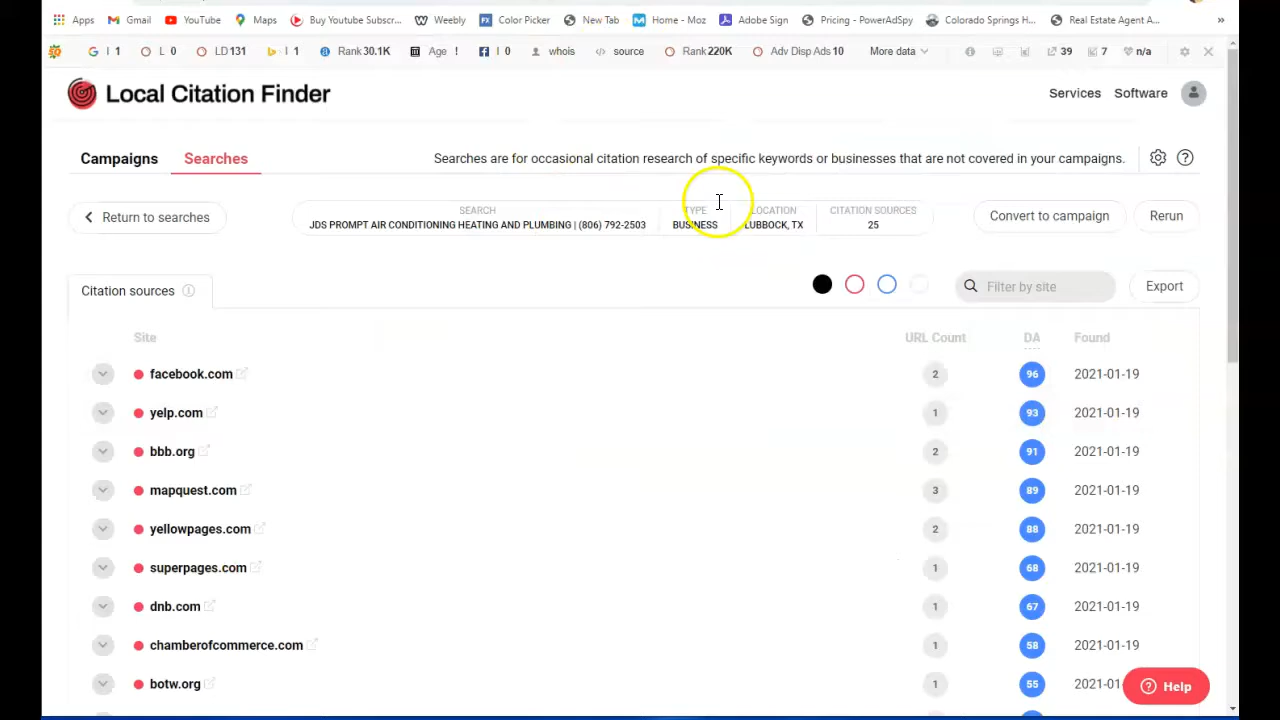 Apps Gmail YouTube Maps Buy Youtube Subscr... Weebly Color Picker New Tab Home - Moz Adobe Sign Pricing - PowerAdSpy Colorado Springs H... Real Estate Agent A... »
I 1 L 0 LD 131 I 1 Rank 30.1K Age ! I 0 whois source Rank 220K Adv Disp Ads 10 More data 39 7 n/a
Local Citation Finder Services Software
Campaigns Searches Searches are for occasional citation research of specific keywords or businesses that are not covered in your campaigns.
SEARCH TYPE LOCATION CITATION SOURCES
Return to searches JDS PROMPT AIR CONDITIONING HEATING AND PLUMBING | (806) 792-2503 BUSINESS LUBBOCK, TX 25 Convert to campaign Rerun
Citation sources Filter by site Export
Site URL Count DA Found
facebook.com 2 96 2021-01-19
yelp.com 1 93 2021-01-19
bbb.org 2 91 2021-01-19
mapquest.com 3 89 2021-01-19
yellowpages.com 2 88 2021-01-19
superpages.com 1 68 2021-01-19
dnb.com 1 67 2021-01-19
chamberofcommerce.com 1 58 2021-01-19
botw.org 1 55 2021-01
Help